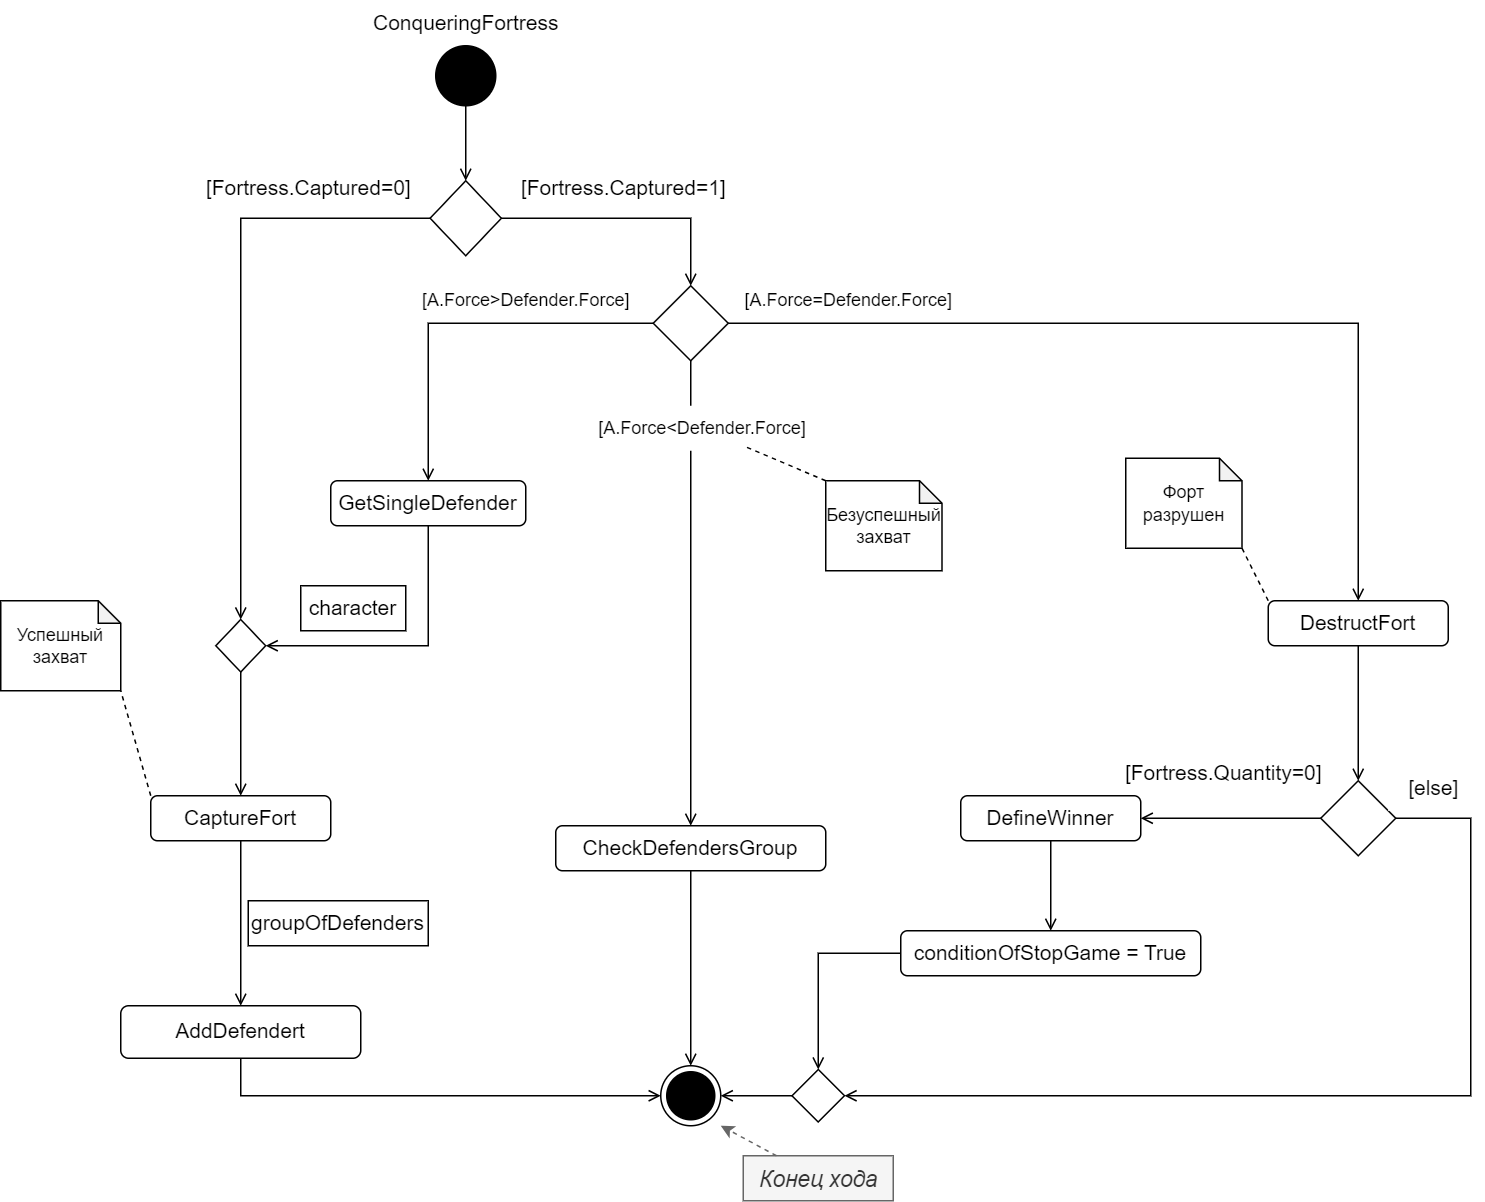 ConqueringFortress
[Fortress.Captured=0]
[Fortress.Captured=1]
[A.Force>Defender.Force]
[A.Force=Defender.Force]
[A.Force<Defender.Force]
GetSingleDefender
Безуспешный
захват
Форт
разрушен
character
Успешный
захват
DestructFort
[Fortress.Quantity=0]
[else]
CaptureFort
DefineWinner
CheckDefendersGroup
groupOfDefenders
conditionOfStopGame = True
AddDefendert
Конец хода